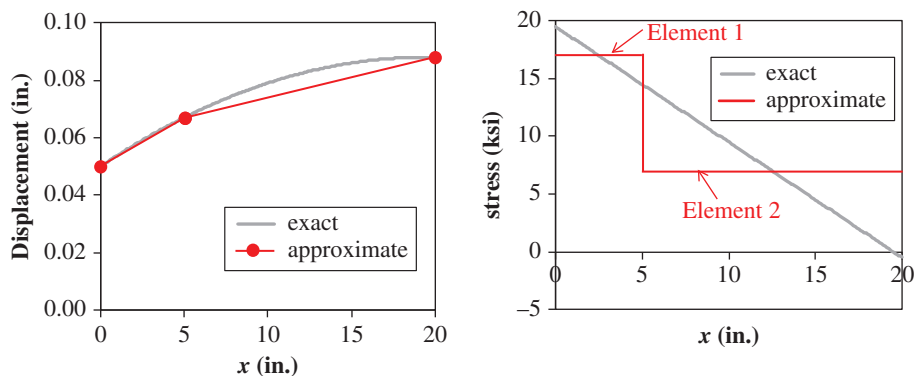 0.10
0.08
0.06
0.04
0.02
0.00
Displacement (in.)
exact
approximate
0
5
10
15
20
x (in.)
20
15
10
5
0
−5
stress (ksi)
Element 1
exact
approximate
Element 2
0
5
10
15
20
x (in.)